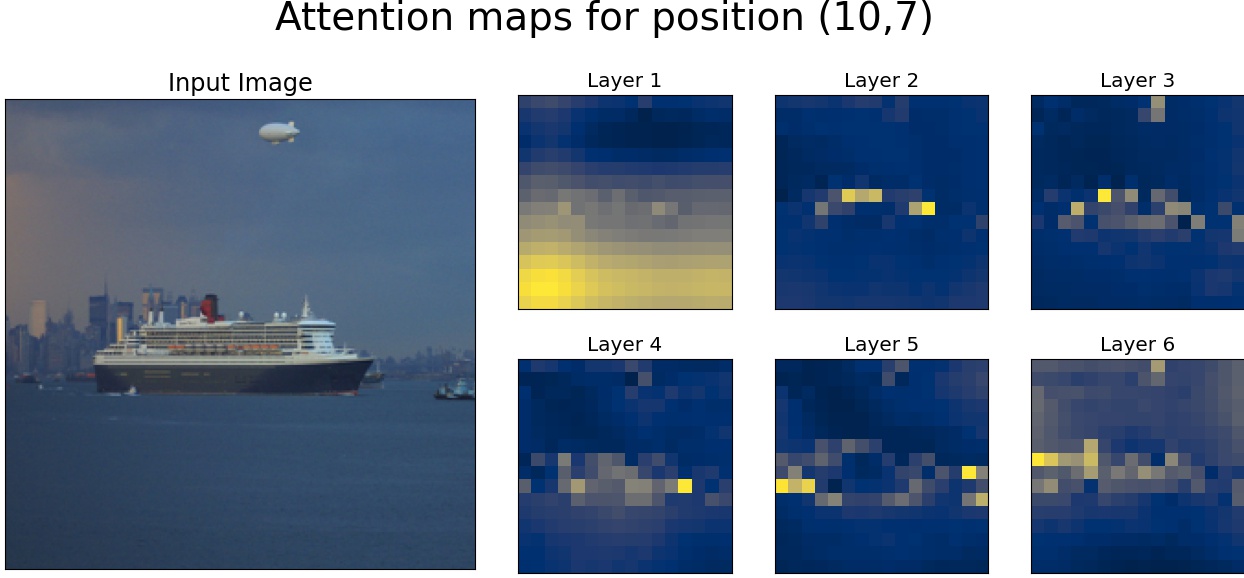 Attention maps for position (10,7)
Input Image
Layer 1
Layer 2
Layer 3
Layer 4
Layer 5
Layer 6